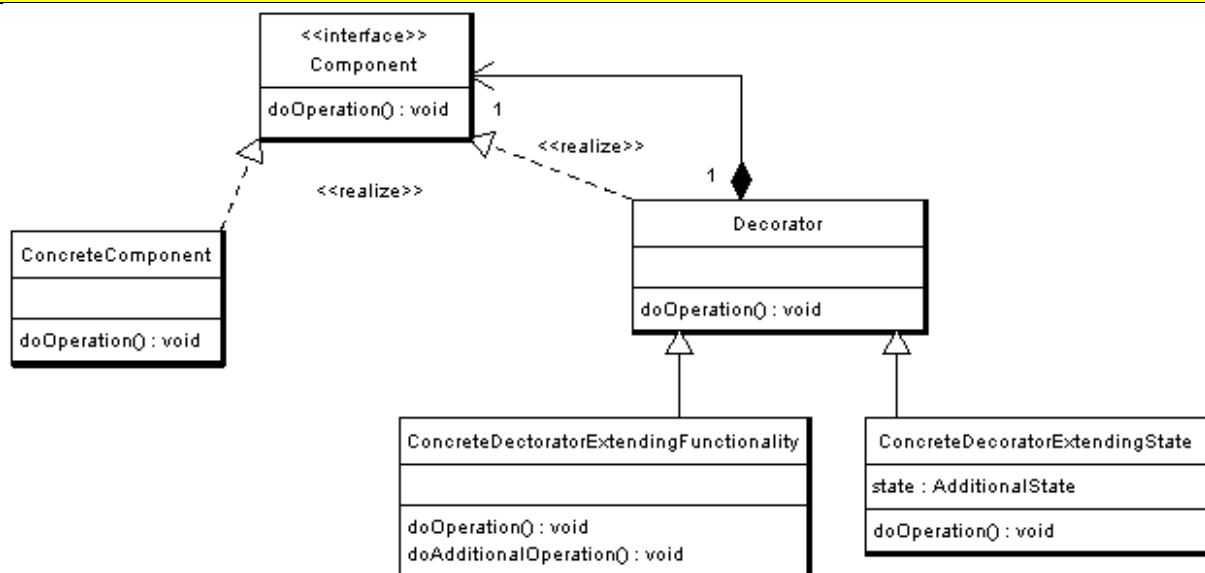 <<interface>>
Component
doOperation() : void
1
<<realize>>
<<realize>>
1
Decorator
doOperation() : void
ConcreteComponent
doOperation() : void
ConcreteDectoratorExtendingFunctionality
doOperation() : void
doAdditionalOperation() : void
ConcreteDecoratorExtendingState
state : AdditionalState
doOperation() : void